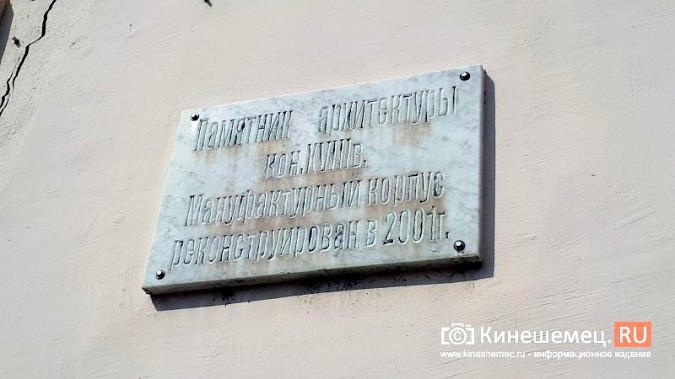 Памятник архитектуры
кон. XVIII в.
Мануфактурный корпус
реконструирован в 2001г.
Кинешемец.RU
www.kinashemec.ru - информационное издание